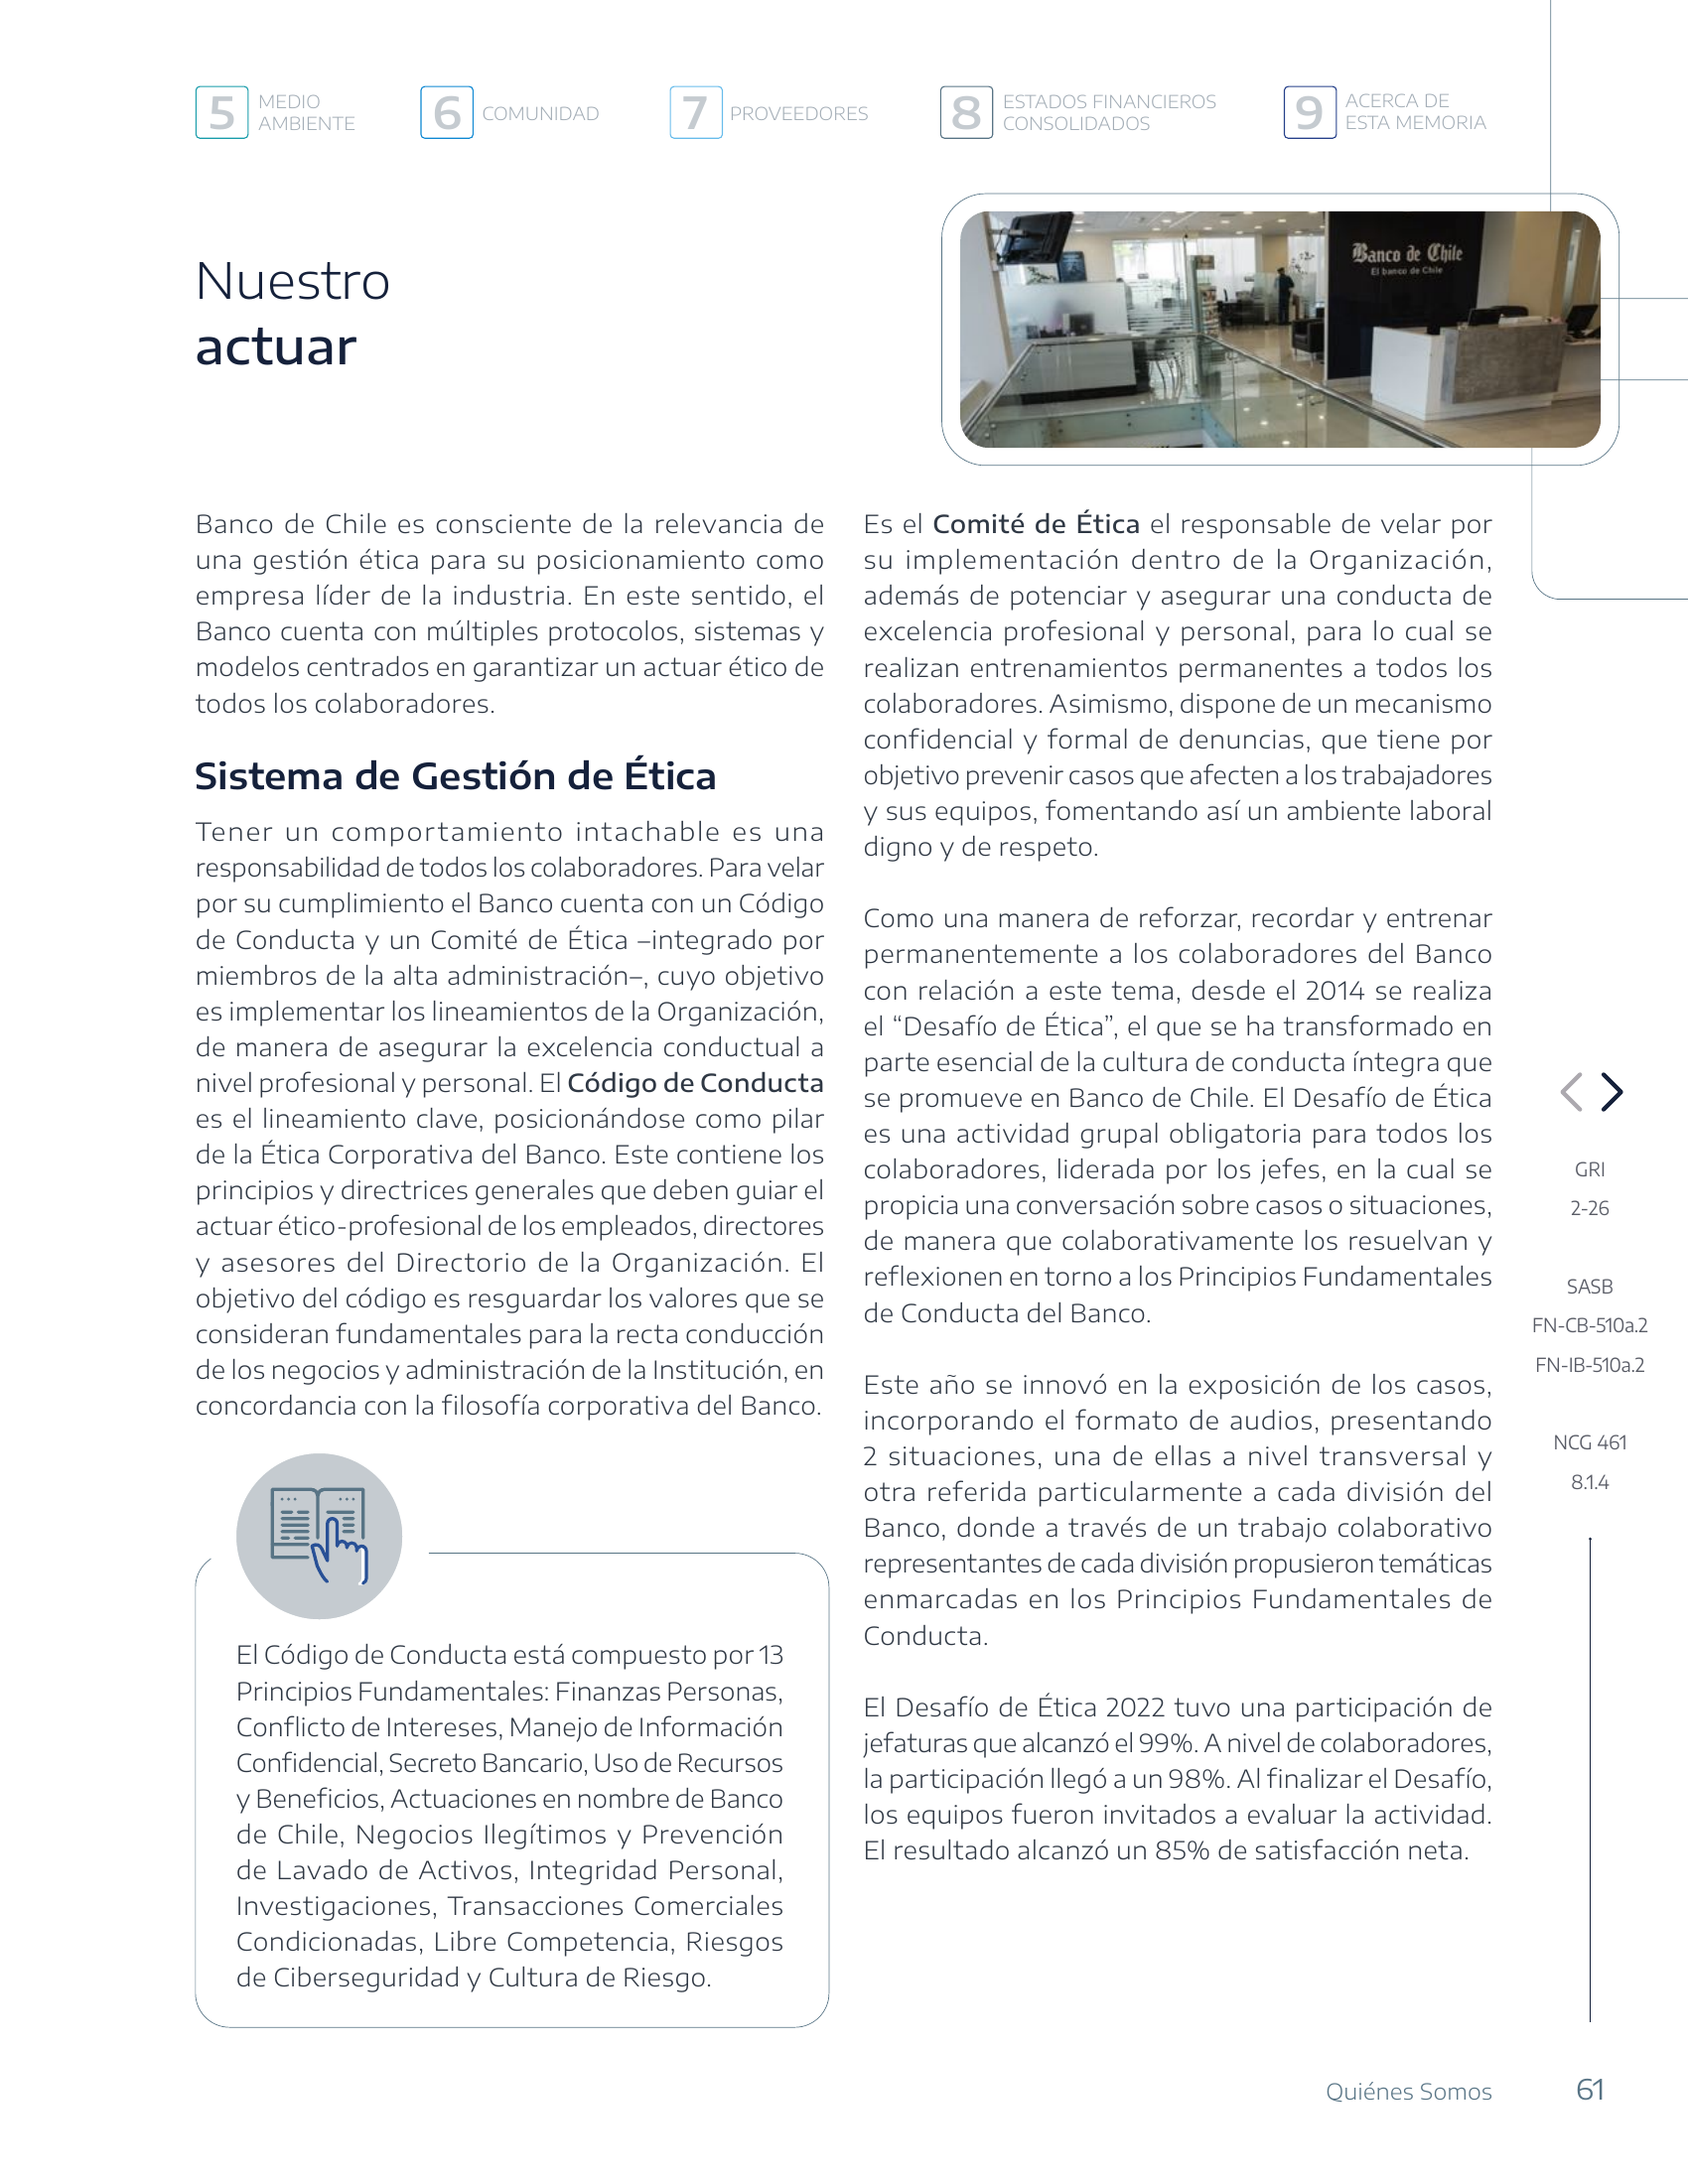 5 MEDIO AMBIENTE
6 COMUNIDAD
7 PROVEEDORES
8 ESTADOS FINANCIEROS CONSOLIDADOS
9 ACERCA DE ESTA MEMORIA
Banco de Chile
El banco de Chile
Nuestro
actuar
Banco de Chile es consciente de la relevancia de
una gestión ética para su posicionamiento como
empresa líder de la industria. En este sentido, el
Banco cuenta con múltiples protocolos, sistemas y
modelos centrados en garantizar un actuar ético de
todos los colaboradores.
Sistema de Gestión de Ética
Tener un comportamiento intachable es una
responsabilidad de todos los colaboradores. Para velar
por su cumplimiento el Banco cuenta con un Código
de Conducta y un Comité de Ética –integrado por
miembros de la alta administración–, cuyo objetivo
es implementar los lineamientos de la Organización,
de manera de asegurar la excelencia conductual a
nivel profesional y personal. El Código de Conducta
es el lineamiento clave, posicionándose como pilar
de la Ética Corporativa del Banco. Este contiene los
principios y directrices generales que deben guiar el
actuar ético-profesional de los empleados, directores
y asesores del Directorio de la Organización. El
objetivo del código es resguardar los valores que se
consideran fundamentales para la recta conducción
de los negocios y administración de la Institución, en
concordancia con la filosofía corporativa del Banco.
El Código de Conducta está compuesto por 13
Principios Fundamentales: Finanzas Personas,
Conflicto de Intereses, Manejo de Información
Confidencial, Secreto Bancario, Uso de Recursos
y Beneficios, Actuaciones en nombre de Banco
de Chile, Negocios Ilegítimos y Prevención
de Lavado de Activos, Integridad Personal,
Investigaciones, Transacciones Comerciales
Condicionadas, Libre Competencia, Riesgos
de Ciberseguridad y Cultura de Riesgo.
Es el Comité de Ética el responsable de velar por
su implementación dentro de la Organización,
además de potenciar y asegurar una conducta de
excelencia profesional y personal, para lo cual se
realizan entrenamientos permanentes a todos los
colaboradores. Asimismo, dispone de un mecanismo
confidencial y formal de denuncias, que tiene por
objetivo prevenir casos que afecten a los trabajadores
y sus equipos, fomentando así un ambiente laboral
digno y de respeto.
Como una manera de reforzar, recordar y entrenar
permanentemente a los colaboradores del Banco
con relación a este tema, desde el 2014 se realiza
el “Desafío de Ética”, el que se ha transformado en
parte esencial de la cultura de conducta íntegra que
se promueve en Banco de Chile. El Desafío de Ética
es una actividad grupal obligatoria para todos los
colaboradores, liderada por los jefes, en la cual se
propicia una conversación sobre casos o situaciones,
de manera que colaborativamente los resuelvan y
reflexionen en torno a los Principios Fundamentales
de Conducta del Banco.
Este año se innovó en la exposición de los casos,
incorporando el formato de audios, presentando
2 situaciones, una de ellas a nivel transversal y
otra referida particularmente a cada división del
Banco, donde a través de un trabajo colaborativo
representantes de cada división propusieron temáticas
enmarcadas en los Principios Fundamentales de
Conducta.
El Desafío de Ética 2022 tuvo una participación de
jefaturas que alcanzó el 99%. A nivel de colaboradores,
la participación llegó a un 98%. Al finalizar el Desafío,
los equipos fueron invitados a evaluar la actividad.
El resultado alcanzó un 85% de satisfacción neta.
GRI
2-26
SASB
FN-CB-510a.2
FN-IB-510a.2
NCG 461
8.1.4
Quiénes Somos 61